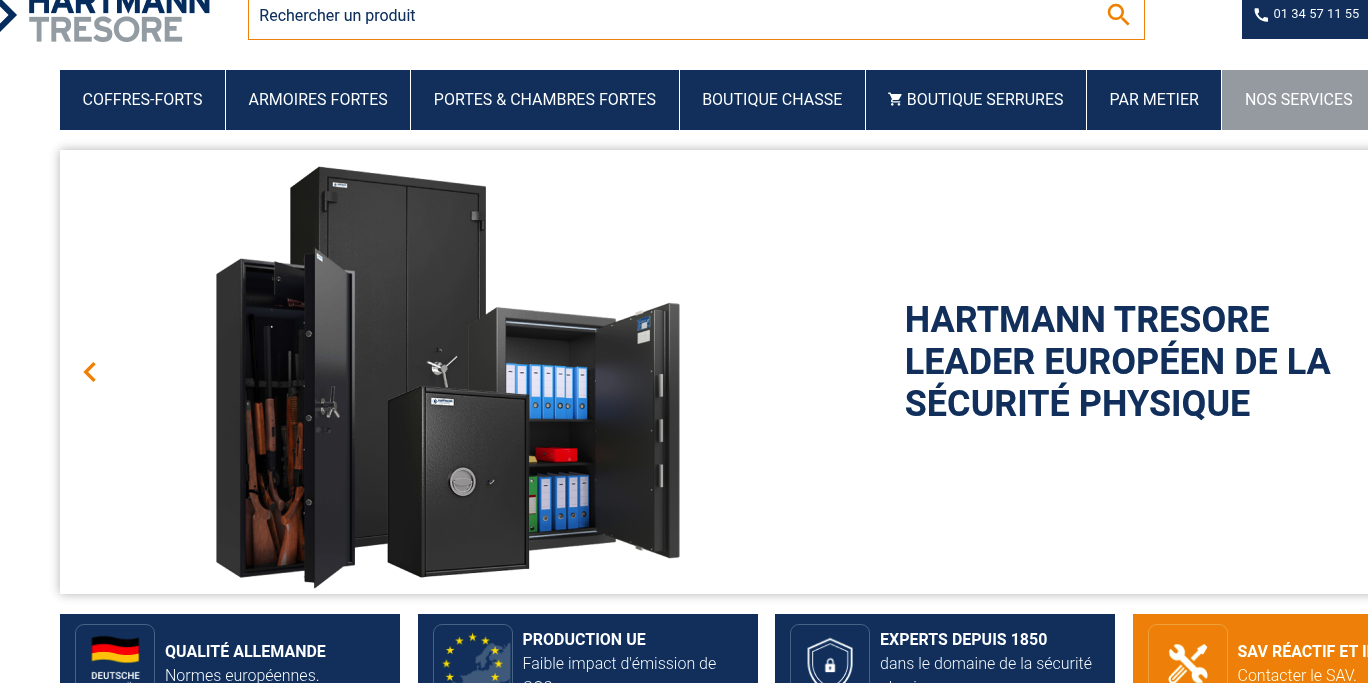 HARTMANN
TRESORE
Rechercher un produit
01 34 57 11 55
COFFRES-FORTS
ARMOIRES FORTES
PORTES & CHAMBRES FORTES
BOUTIQUE CHASSE
BOUTIQUE SERRURES
PAR METIER
NOS SERVICES
HARTMANN TRESORE
LEADER EUROPÉEN DE LA
SÉCURITÉ PHYSIQUE
DEUTSCHE
QUALITÉ ALLEMANDE
Normes européennes.
PRODUCTION UE
Faible impact d'émission de
EXPERTS DEPUIS 1850
dans le domaine de la sécurité
SAV RÉACTIF ET
Contacter le SAV.